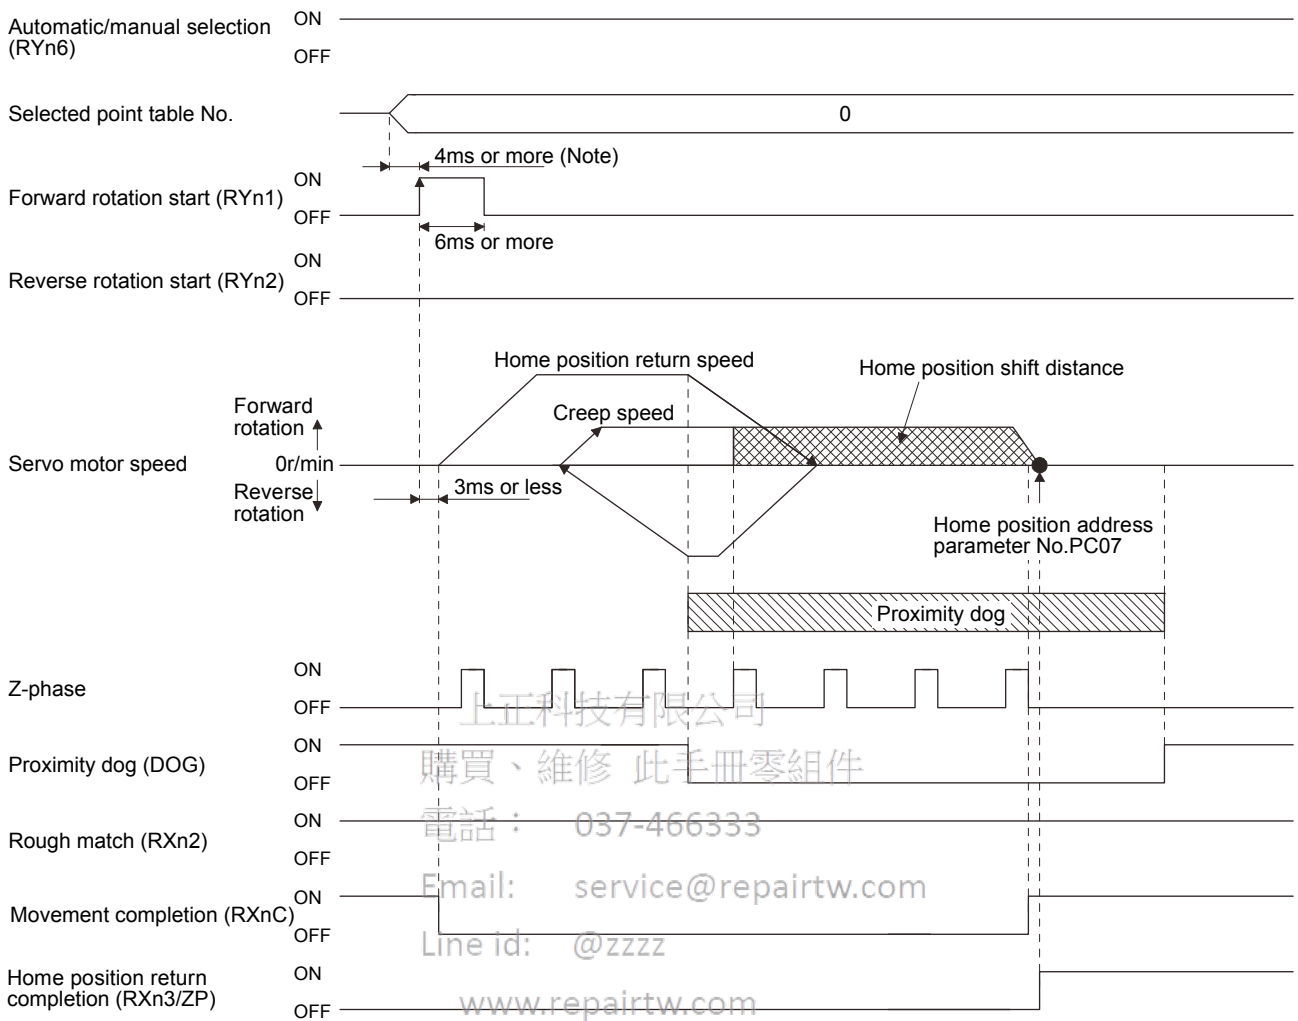 Automatic/manual selection
(RYn6)
ON
OFF
Selected point table No.
0
4ms or more (Note)
Forward rotation start (RYn1)
ON
OFF
6ms or more
Reverse rotation start (RYn2)
ON
OFF
Home position return speed
Home position shift distance
Creep speed
Forward
rotation
Servo motor speed
0r/min
Reverse
rotation
3ms or less
Home position address
parameter No.PC07
Proximity dog
Z-phase
ON
OFF
上正科技有限公司
Proximity dog (DOG)
ON
OFF
購買、維修 此手冊零組件
Rough match (RXn2)
ON
OFF
電話： 037-466333
Email: service@repairtw.com
Movement completion (RXnC)
ON
OFF
Line id: @zzzz
Home position return
completion (RXn3/ZP)
ON
OFF
www.repairtw.com